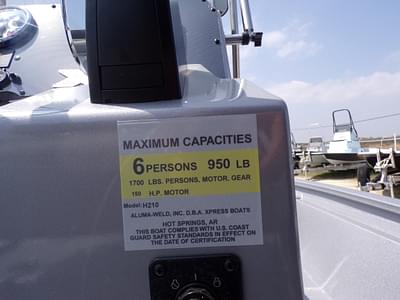 MAXIMUM CAPACITIES
6 PERSONS 950 LB
1700 LBS. PERSONS, MOTOR, GEAR
150 H.P. MOTOR
Model: H210
ALUMA-WELD, INC. D.B.A. XPRESS BOATS
HOT SPRINGS, AR
THIS BOAT COMPLIES WITH U.S. COAST
GUARD SAFETY STANDARDS IN EFFECT ON
THE DATE OF CERTIFICATION